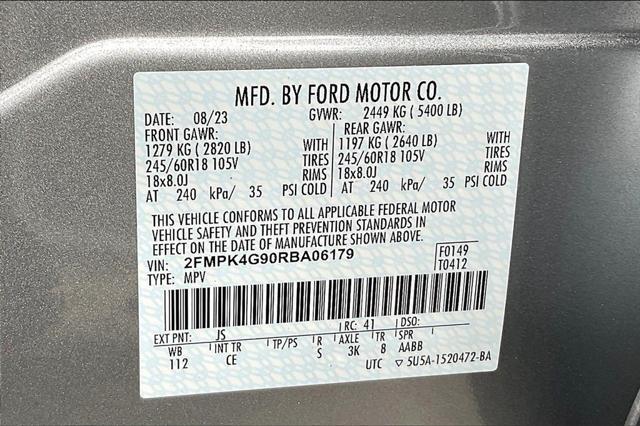 MFD. BY FORD MOTOR CO.
DATE: 08/23 GVWR: 2449 KG ( 5400 LB)
FRONT GAWR: REAR GAWR:
1279 KG ( 2820 LB) WITH 1197 KG ( 2640 LB) WITH
245/60R18 105V TIRES 245/60R18 105V TIRES
18x8.0J RIMS 18x8.0J RIMS
AT 240 kPa/ 35 PSI COLD AT 240 kPa/ 35 PSI COLD
THIS VEHICLE CONFORMS TO ALL APPLICABLE FEDERAL MOTOR
VEHICLE SAFETY AND THEFT PREVENTION STANDARDS IN
EFFECT ON THE DATE OF MANUFACTURE SHOWN ABOVE.
VIN: 2FMPK4G90RBA06179 F0149
TYPE: MPV T0412
EXT PNT: JS RC: 41 DSO:
WB INT TR TP/PS R AXLE TR SPR
112 CE S 3K 8 AABB
UTC ▽ 5U5A-1520472-BA